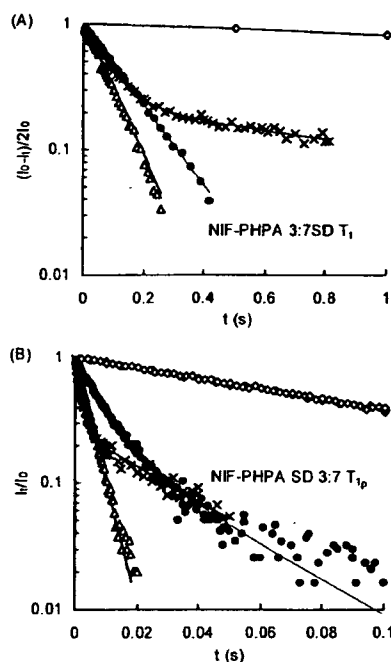 (A)
1
(I₀-Iₜ)/2I₀
0.1
NIF-PHPA 3:7SD T₁
0.01
0 0.2 0.4 0.6 0.8 1
t (s)
(B)
1
Iₜ/I₀
0.1
NIF-PHPA SD 3:7 T₁ρ
0.01
0 0.02 0.04 0.06 0.08 0.1
t (s)